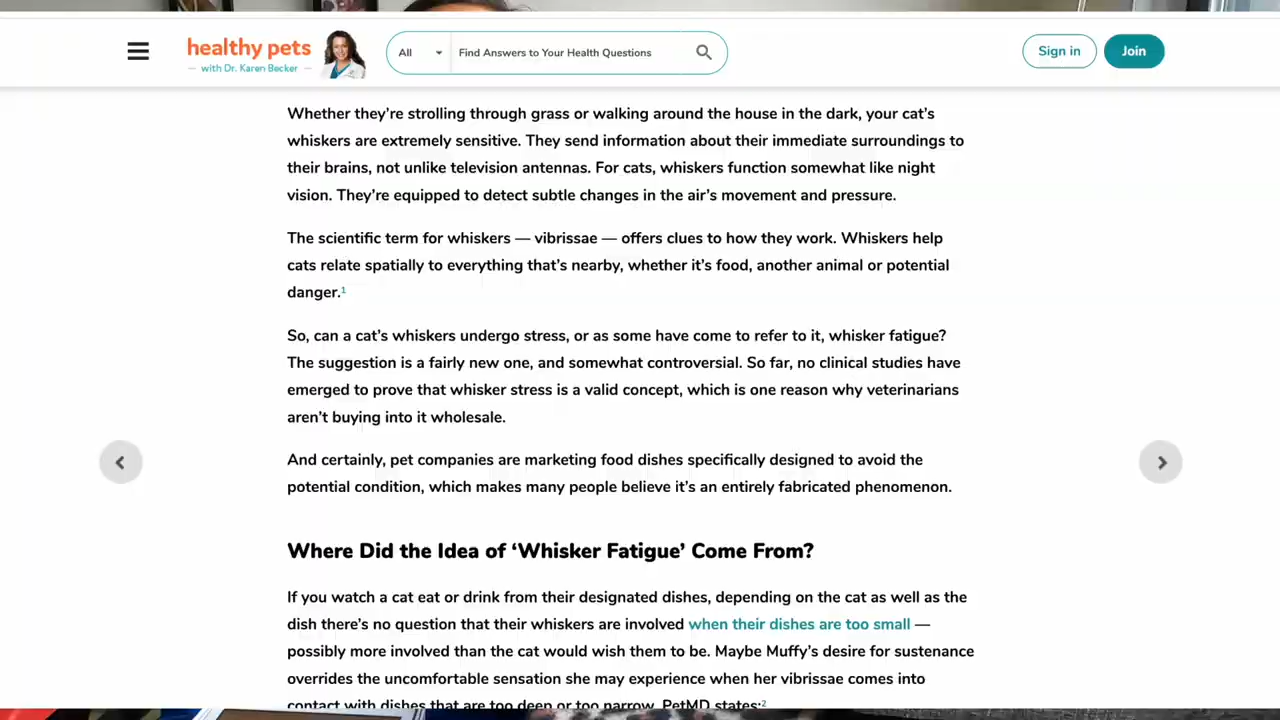 healthy pets
with Dr. Karen Becker
All
Find Answers to Your Health Questions
Sign in
Join
Whether they’re strolling through grass or walking around the house in the dark, your cat’s
whiskers are extremely sensitive. They send information about their immediate surroundings to
their brains, not unlike television antennas. For cats, whiskers function somewhat like night
vision. They’re equipped to detect subtle changes in the air’s movement and pressure.
The scientific term for whiskers — vibrissae — offers clues to how they work. Whiskers help
cats relate spatially to everything that’s nearby, whether it’s food, another animal or potential
danger.1
So, can a cat’s whiskers undergo stress, or as some have come to refer to it, whisker fatigue?
The suggestion is a fairly new one, and somewhat controversial. So far, no clinical studies have
emerged to prove that whisker stress is a valid concept, which is one reason why veterinarians
aren’t buying into it wholesale.
And certainly, pet companies are marketing food dishes specifically designed to avoid the
potential condition, which makes many people believe it’s an entirely fabricated phenomenon.
Where Did the Idea of ‘Whisker Fatigue’ Come From?
If you watch a cat eat or drink from their designated dishes, depending on the cat as well as the
dish there’s no question that their whiskers are involved when their dishes are too small —
possibly more involved than the cat would wish them to be. Maybe Muffy’s desire for sustenance
overrides the uncomfortable sensation she may experience when her vibrissae comes into
contact with dishes that are too deep or too narrow. PetMD states:2